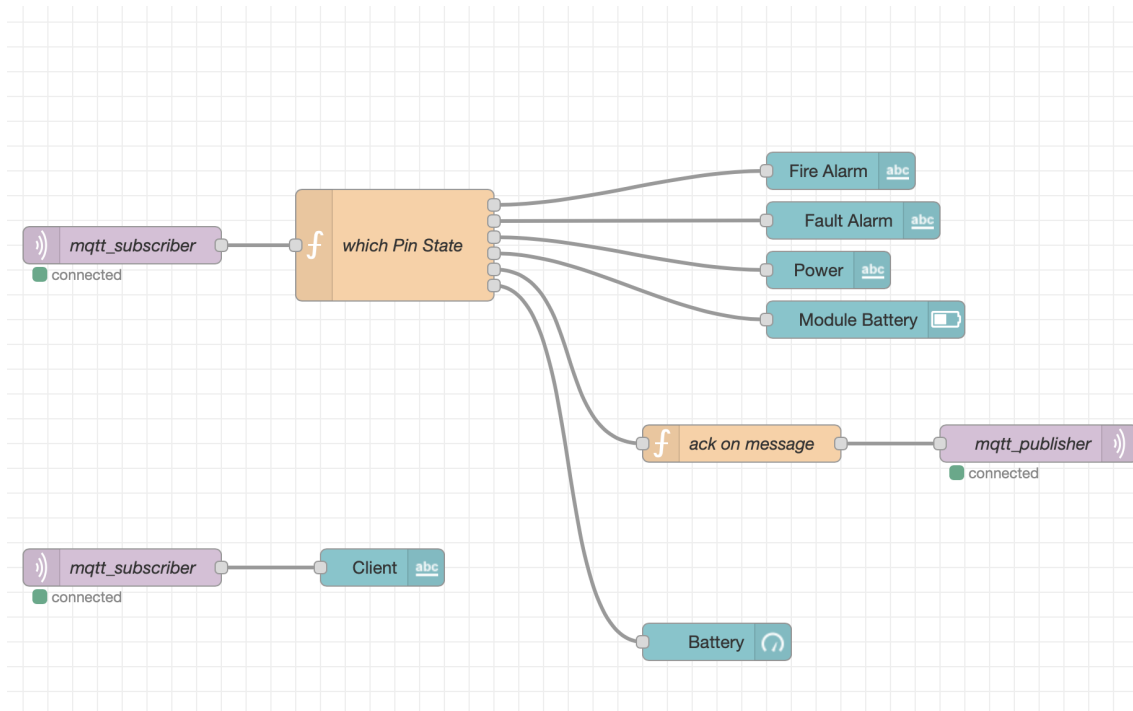 Fire Alarm abc
Fault Alarm abc
mqtt_subscriber
which Pin State
connected
Power abc
Module Battery
ack on message
mqtt_publisher
connected
mqtt_subscriber
Client abc
connected
Battery